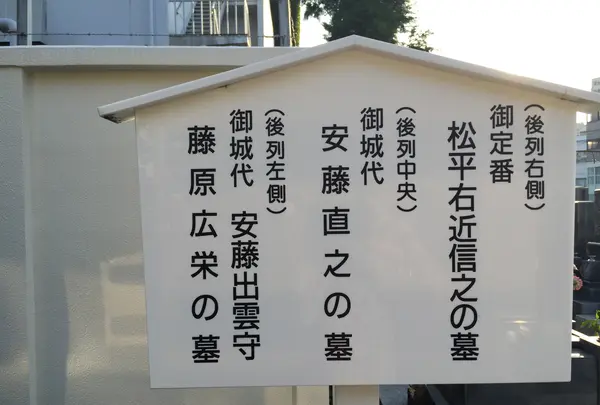 （後列右側）
御定番
松平右近信之の墓
（後列中央）
御城代
安藤直之の墓
（後列左側）
御城代 安藤出雲守
藤原広栄の墓